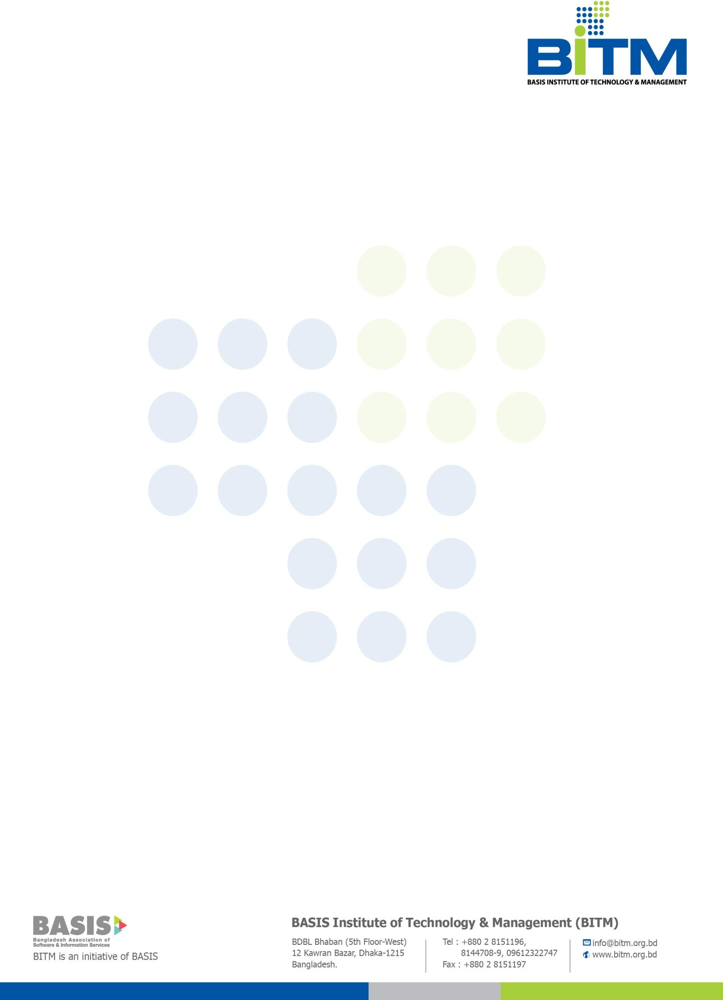 BiTM
BASIS INSTITUTE OF TECHNOLOGY & MANAGEMENT
BASIS
Bangladesh Association of
Software & Information Services
BITM is an initiative of BASIS
BASIS Institute of Technology & Management (BITM)
BDBL Bhaban (5th Floor-West)
12 Kawran Bazar, Dhaka-1215
Bangladesh.
Tel : +880 2 8151196,
8144708-9, 09612322747
Fax : +880 2 8151197
info@bitm.org.bd
www.bitm.org.bd